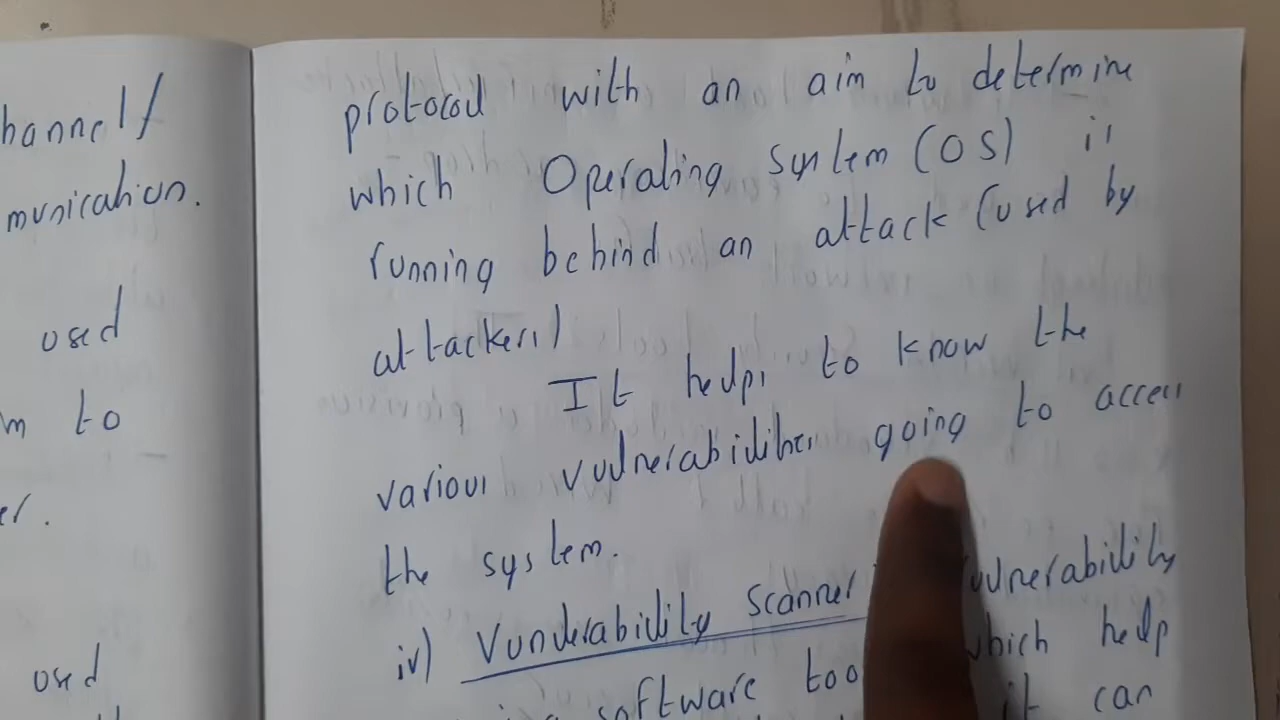 hannel/
munication.
used
m to
er.
used
protocol with an aim to determine
which Operating System (OS) is
running behind an attack (used by
attackers)
It helps to know the
various vulnerabilities going to access
the system.
iv) Vunderability Scanner vulnerability
software too which help
it can